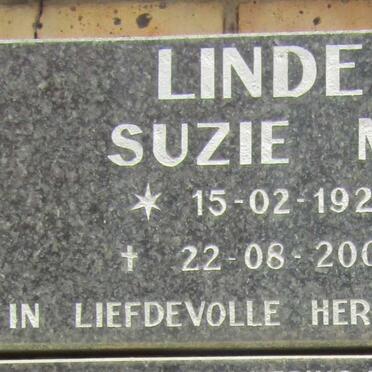 LINDE
SUZIE M
* 15-02-192
† 22-08-200
IN LIEFDEVOLLE HER